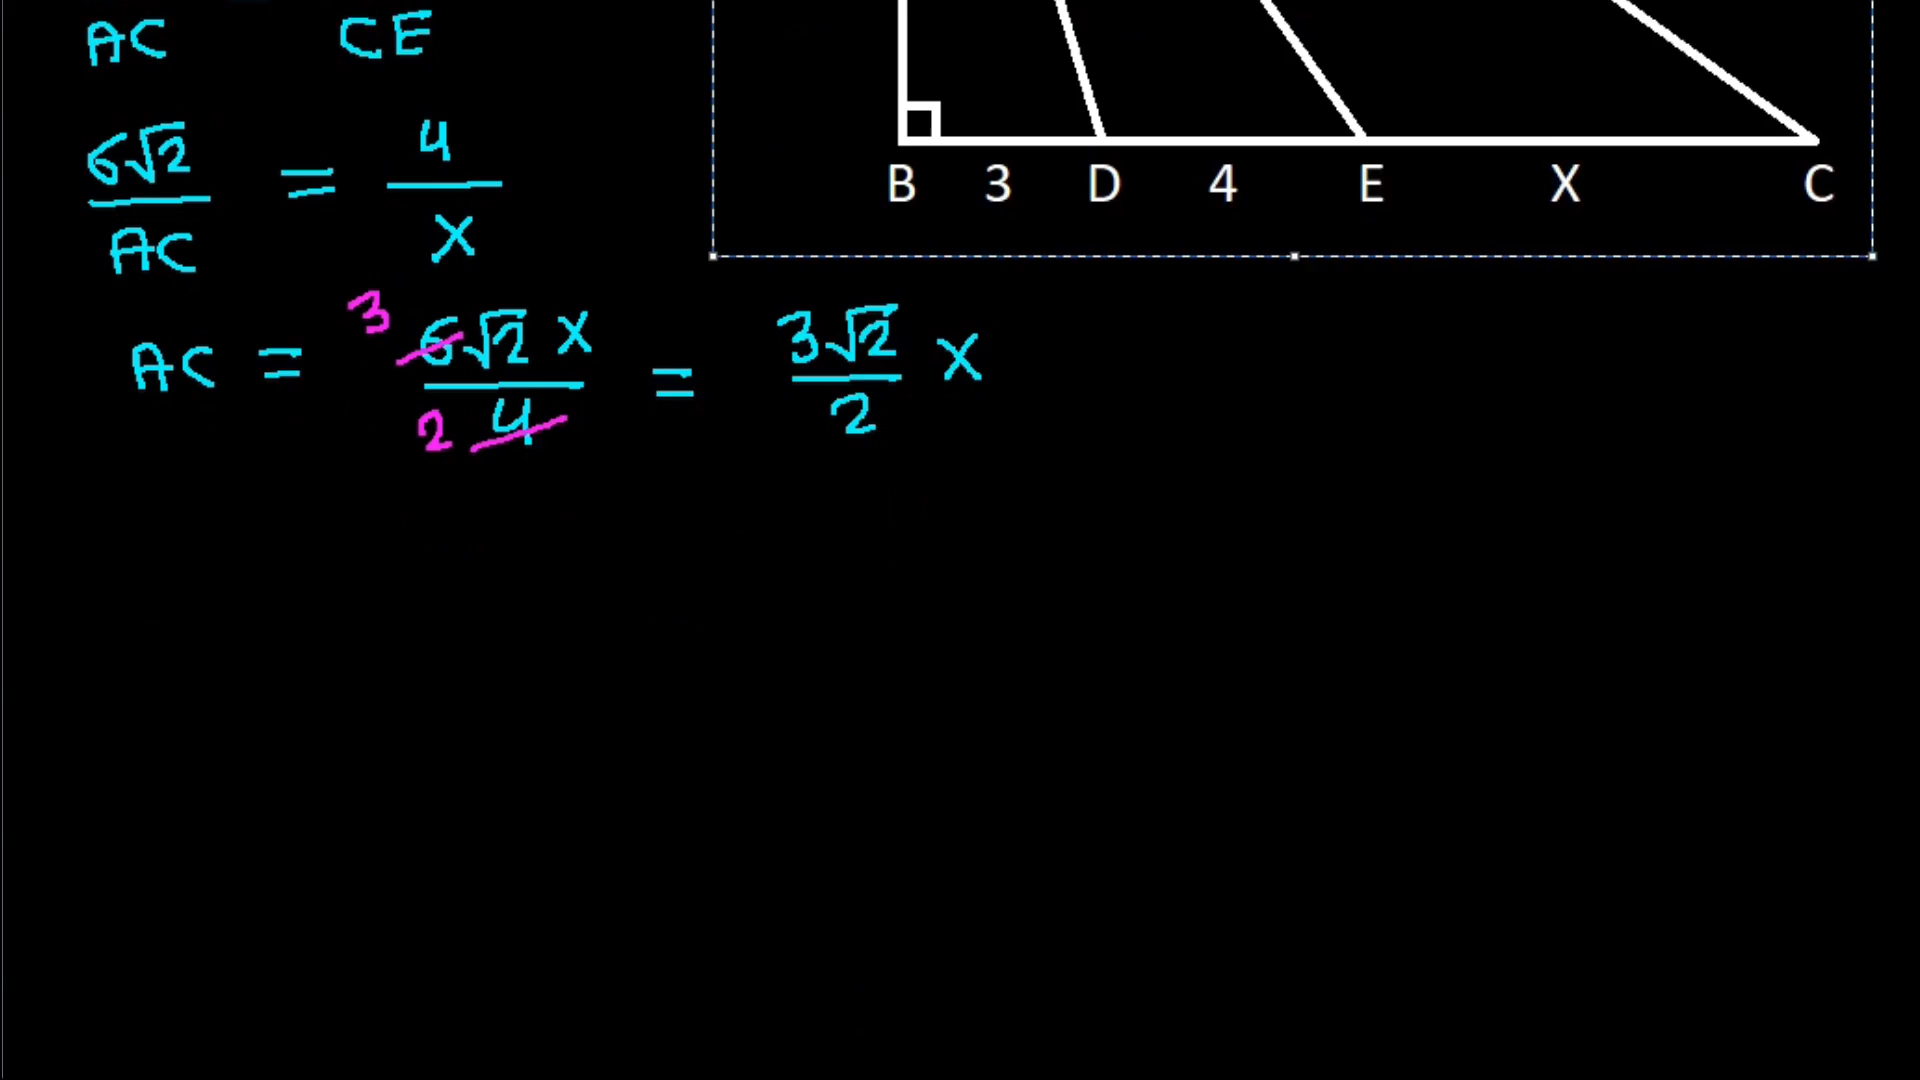 AC CE
6√2 / AC = 4 / X
B 3 D 4 E X C
AC = 3 6√2 X / 2 4 = 3√2 / 2 X